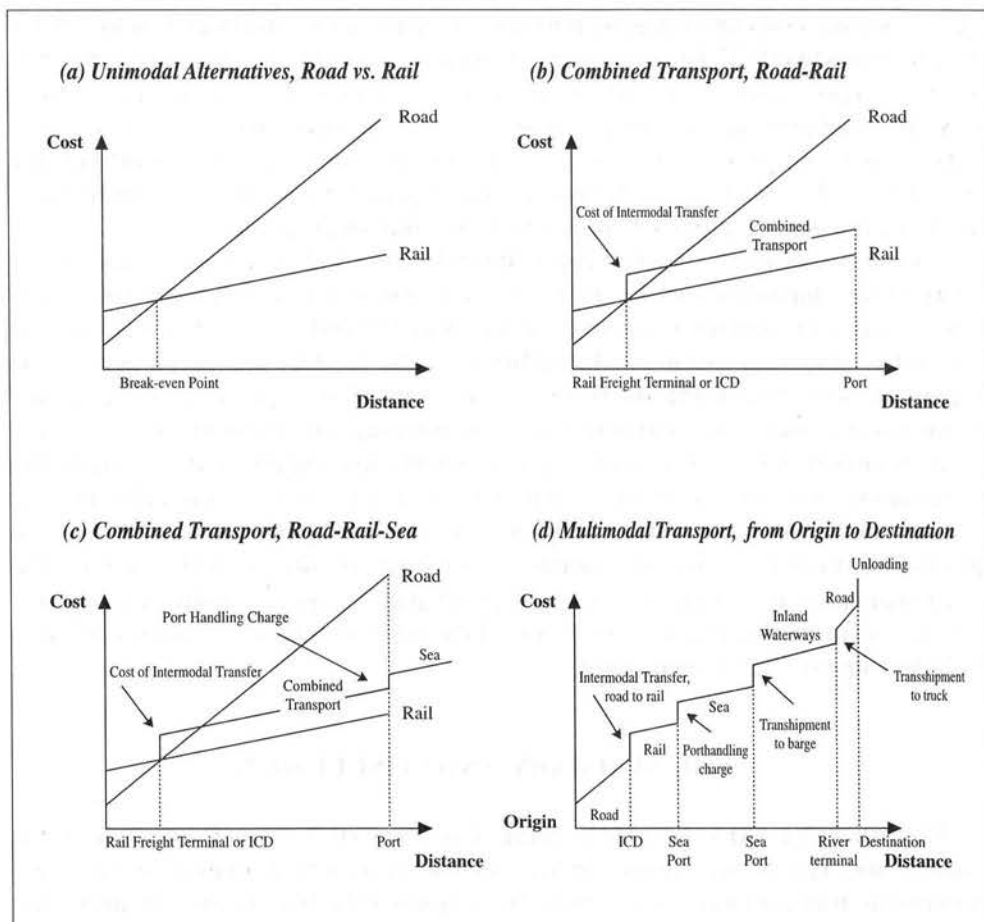 (a) Unimodal Alternatives, Road vs. Rail
Cost
Road
Rail
Break-even Point
Distance
(b) Combined Transport, Road-Rail
Cost
Road
Cost of Intermodal Transfer
Combined
Transport
Rail
Rail Freight Terminal or ICD
Port
Distance
(c) Combined Transport, Road-Rail-Sea
Cost
Road
Port Handling Charge
Sea
Cost of Intermodal Transfer
Combined
Transport
Rail
Rail Freight Terminal or ICD
Port
Distance
(d) Multimodal Transport, from Origin to Destination
Unloading
Cost
Road
Inland
Waterways
Intermodal Transfer,
road to rail
Transshipment
to truck
Sea
Transhipment
to barge
Rail
Porthandling
charge
Road
Origin
ICD
Sea
Port
Sea
Port
River
terminal
Destination
Distance